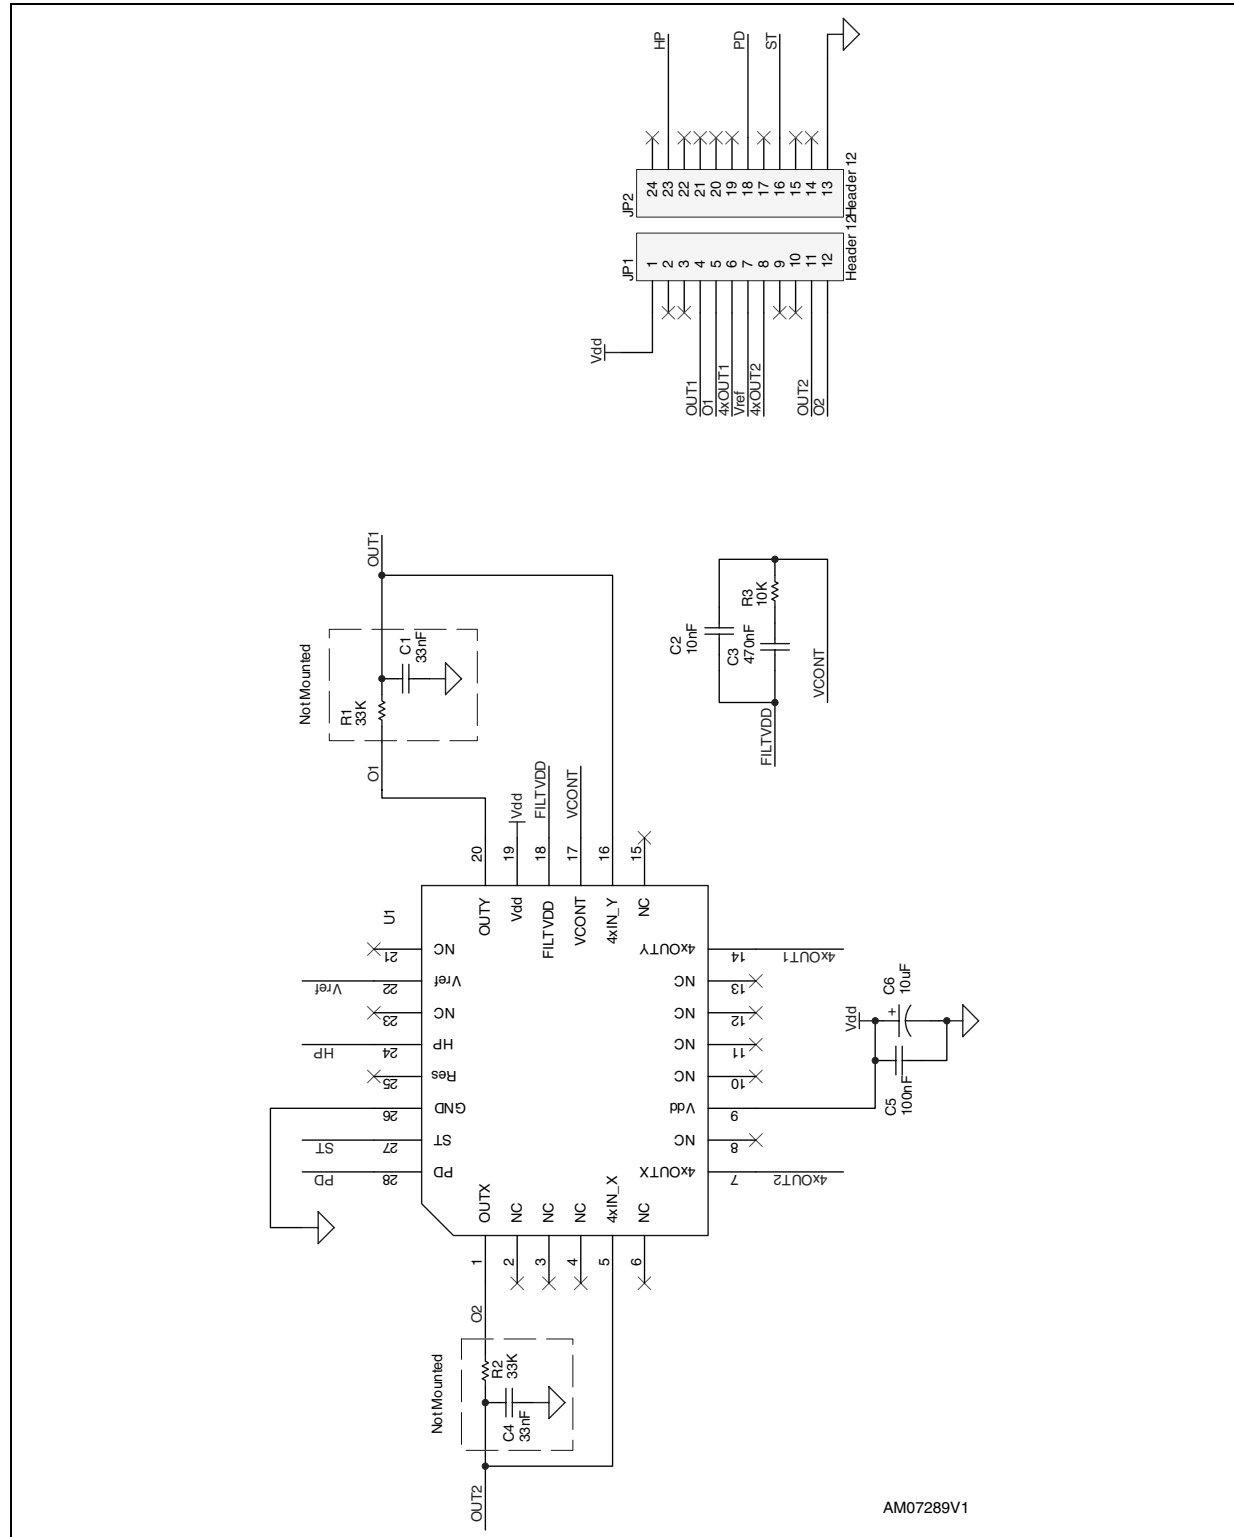 HP
PD
ST
24
23
22
21
20
19
18
17
16
15
14
13
JP2
Header 12
JP1
Header 12
1
2
3
4
5
6
7
8
9
10
11
12
Vdd
OUT1
O1
4xOUT1
Vref
4xOUT2
OUT2
O2
OUT1
Not Mounted
C1
33nF
R1
33K
O1
C2
10nF
R3
10K
C3
470nF
VCONT
FILTVDD
Vdd
FILTVDD
VCONT
20
19
18
17
16
15
U1
OUTY
Vdd
FILTVDD
VCONT
4xIN_Y
NC
21
NC
Vref
22
Vref
23
NC
HP
24
HP
25
Res
26
GND
ST
27
ST
PD
28
PD
4xOUTY
14
4xOUT1
NC
13
NC
12
NC
11
NC
10
Vdd
9
NC
8
4xOUTX
7
4xOUT2
Vdd
+
C6
10uF
C5
100nF
OUTX
NC
NC
NC
4xIN_X
NC
1
2
3
4
5
6
O2
Not Mounted
R2
33K
C4
33nF
OUT2
AM07289V1